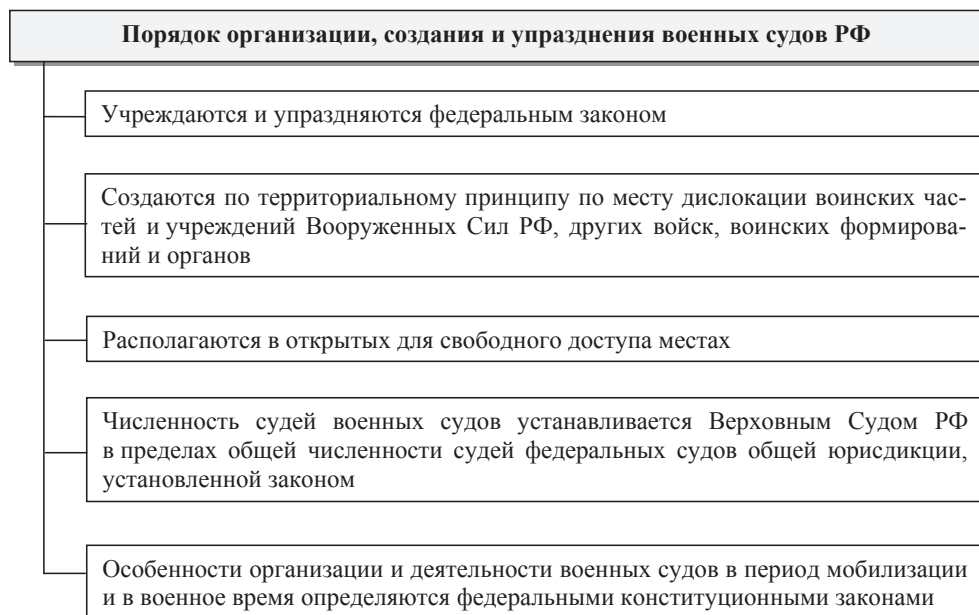 Порядок организации, создания и упразднения военных судов РФ
Учреждаются и упраздняются федеральным законом
Создаются по территориальному принципу по месту дислокации воинских час-
тей и учреждений Вооруженных Сил РФ, других войск, воинских формирова-
ний и органов
Располагаются в открытых для свободного доступа местах
Численность судей военных судов устанавливается Верховным Судом РФ
в пределах общей численности судей федеральных судов общей юрисдикции,
установленной законом
Особенности организации и деятельности военных судов в период мобилизации
и в военное время определяются федеральными конституционными законами